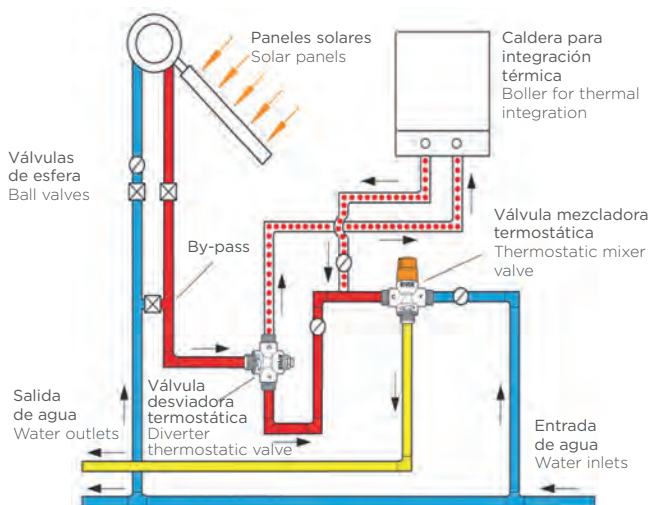 Paneles solares
Solar panels
Caldera para
integración
térmica
Boller for thermal
integration
Válvulas
de esfera
Ball valves
By-pass
Válvula mezcladora
termostática
Thermostatic mixer
valve
Válvula
desviadora
termostática
Diverter
thermostatic valve
Salida
de agua
Water outlets
Entrada
de agua
Water inlets